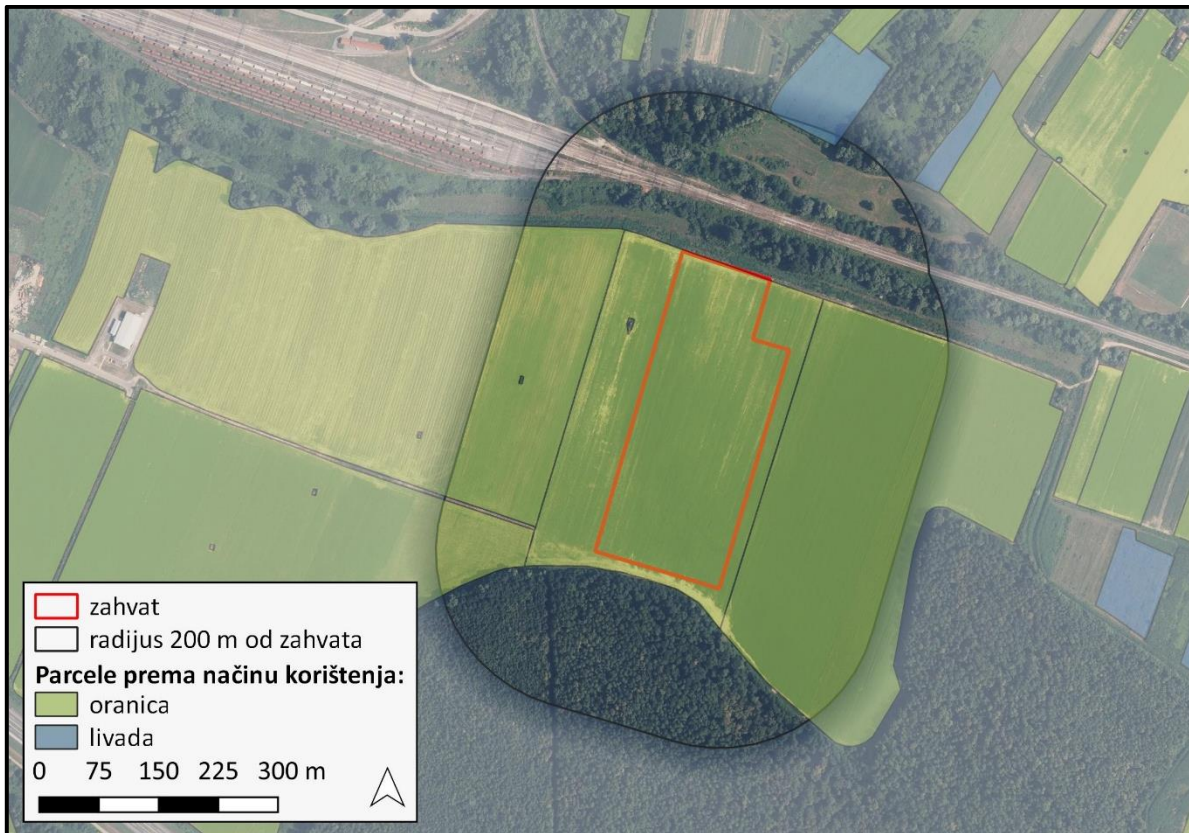 zahvat
radijus 200 m od zahvata
Parcele prema načinu korištenja:
oranica
livada
0 75 150 225 300 m